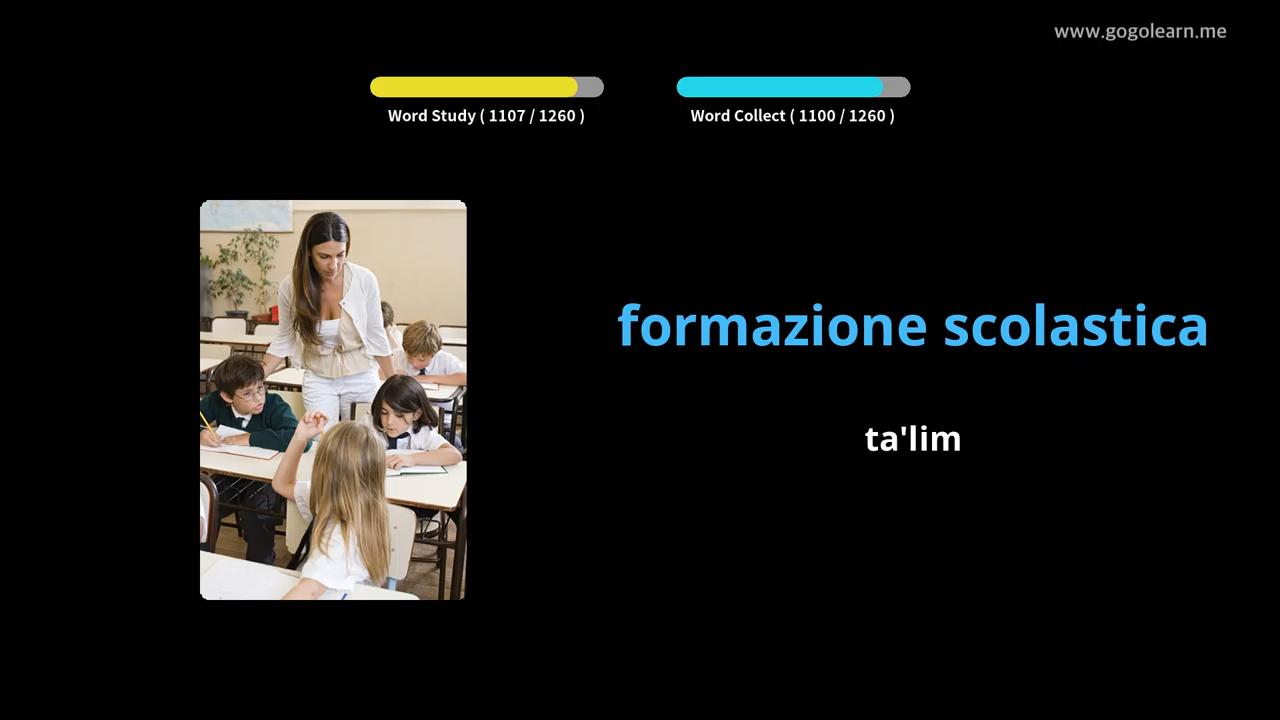 www.gogolearn.me
Word Study ( 1107 / 1260 )
Word Collect ( 1100 / 1260 )
formazione scolastica
ta'lim